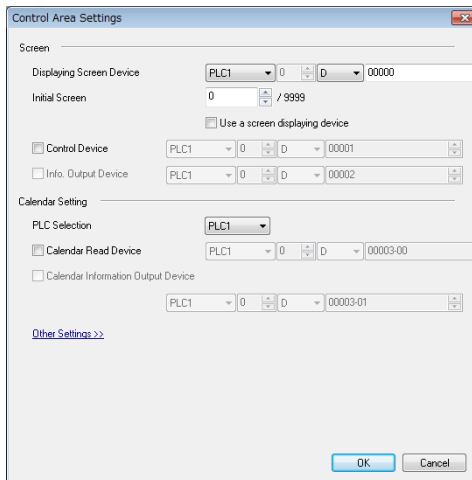 Control Area Settings
Screen
Displaying Screen Device PLC1 0 D 00000
Initial Screen 0 / 9999
Use a screen displaying device
Control Device PLC1 0 D 00001
Info. Output Device PLC1 0 D 00002
Calendar Setting
PLC Selection PLC1
Calendar Read Device PLC1 0 D 00003-00
Calendar Information Output Device
PLC1 0 D 00003-01
Other Settings >>
OK Cancel